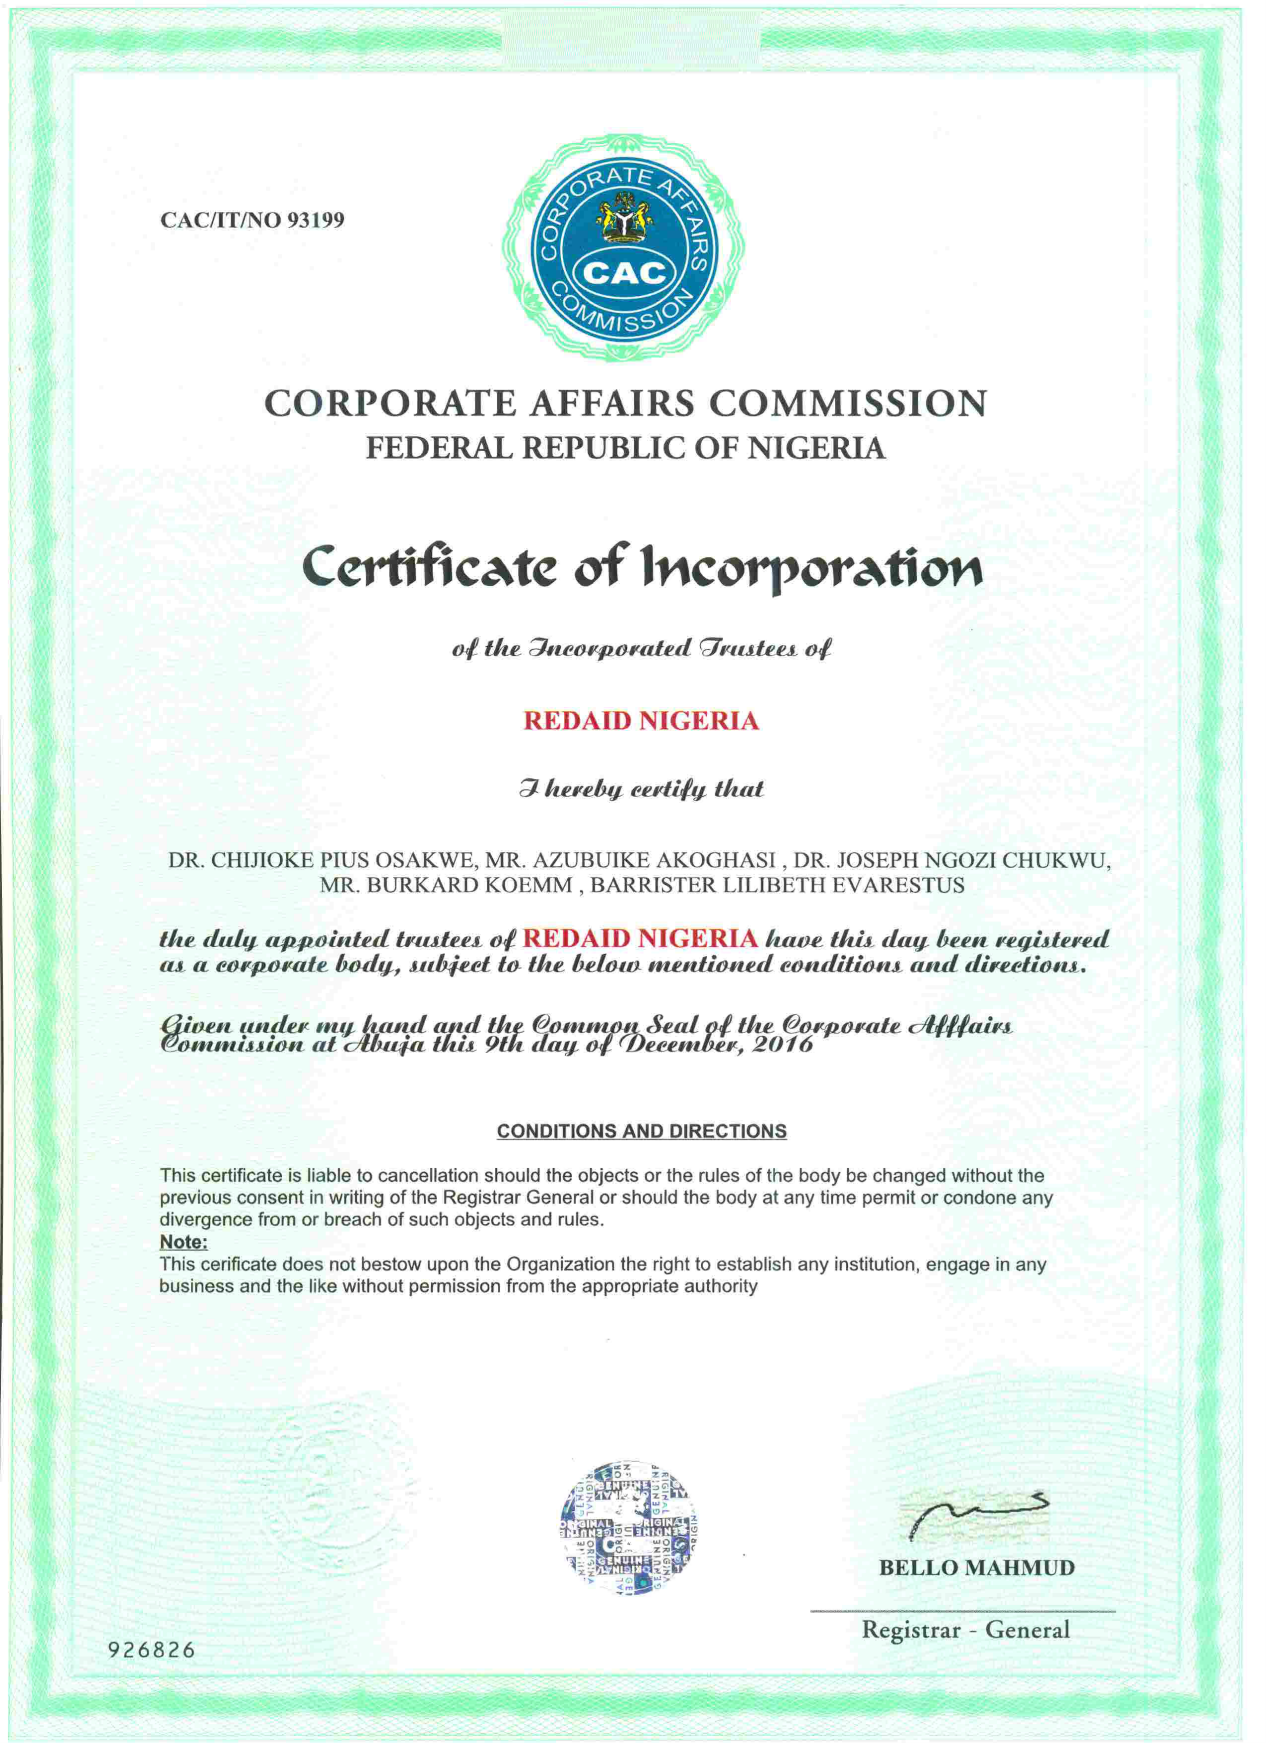 CAC/IT/NO 93199
CORPORATE AFFAIRS
CAC
COMMISSION
CORPORATE AFFAIRS COMMISSION
FEDERAL REPUBLIC OF NIGERIA
Certificate of Incorporation
of the Incorporated Trustees of
REDAID NIGERIA
I hereby certify that
DR. CHIJIOKE PIUS OSAKWE, MR. AZUBUIKE AKOGHASI , DR. JOSEPH NGOZI CHUKWU,
MR. BURKARD KOEMM , BARRISTER LILIBETH EVARESTUS
the duly appointed trustees of REDAID NIGERIA have this day been registered
as a corporate body, subject to the below mentioned conditions and directions.
Given under my hand and the Common Seal of the Corporate Afffairs
Commission at Abuja this 9th day of December, 2016
CONDITIONS AND DIRECTIONS
This certificate is liable to cancellation should the objects or the rules of the body be changed without the
previous consent in writing of the Registrar General or should the body at any time permit or condone any
divergence from or breach of such objects and rules.
Note:
This cerificate does not bestow upon the Organization the right to establish any institution, engage in any
business and the like without permission from the appropriate authority
ORIGINAL
GENUINE
BELLO MAHMUD
Registrar - General
926826